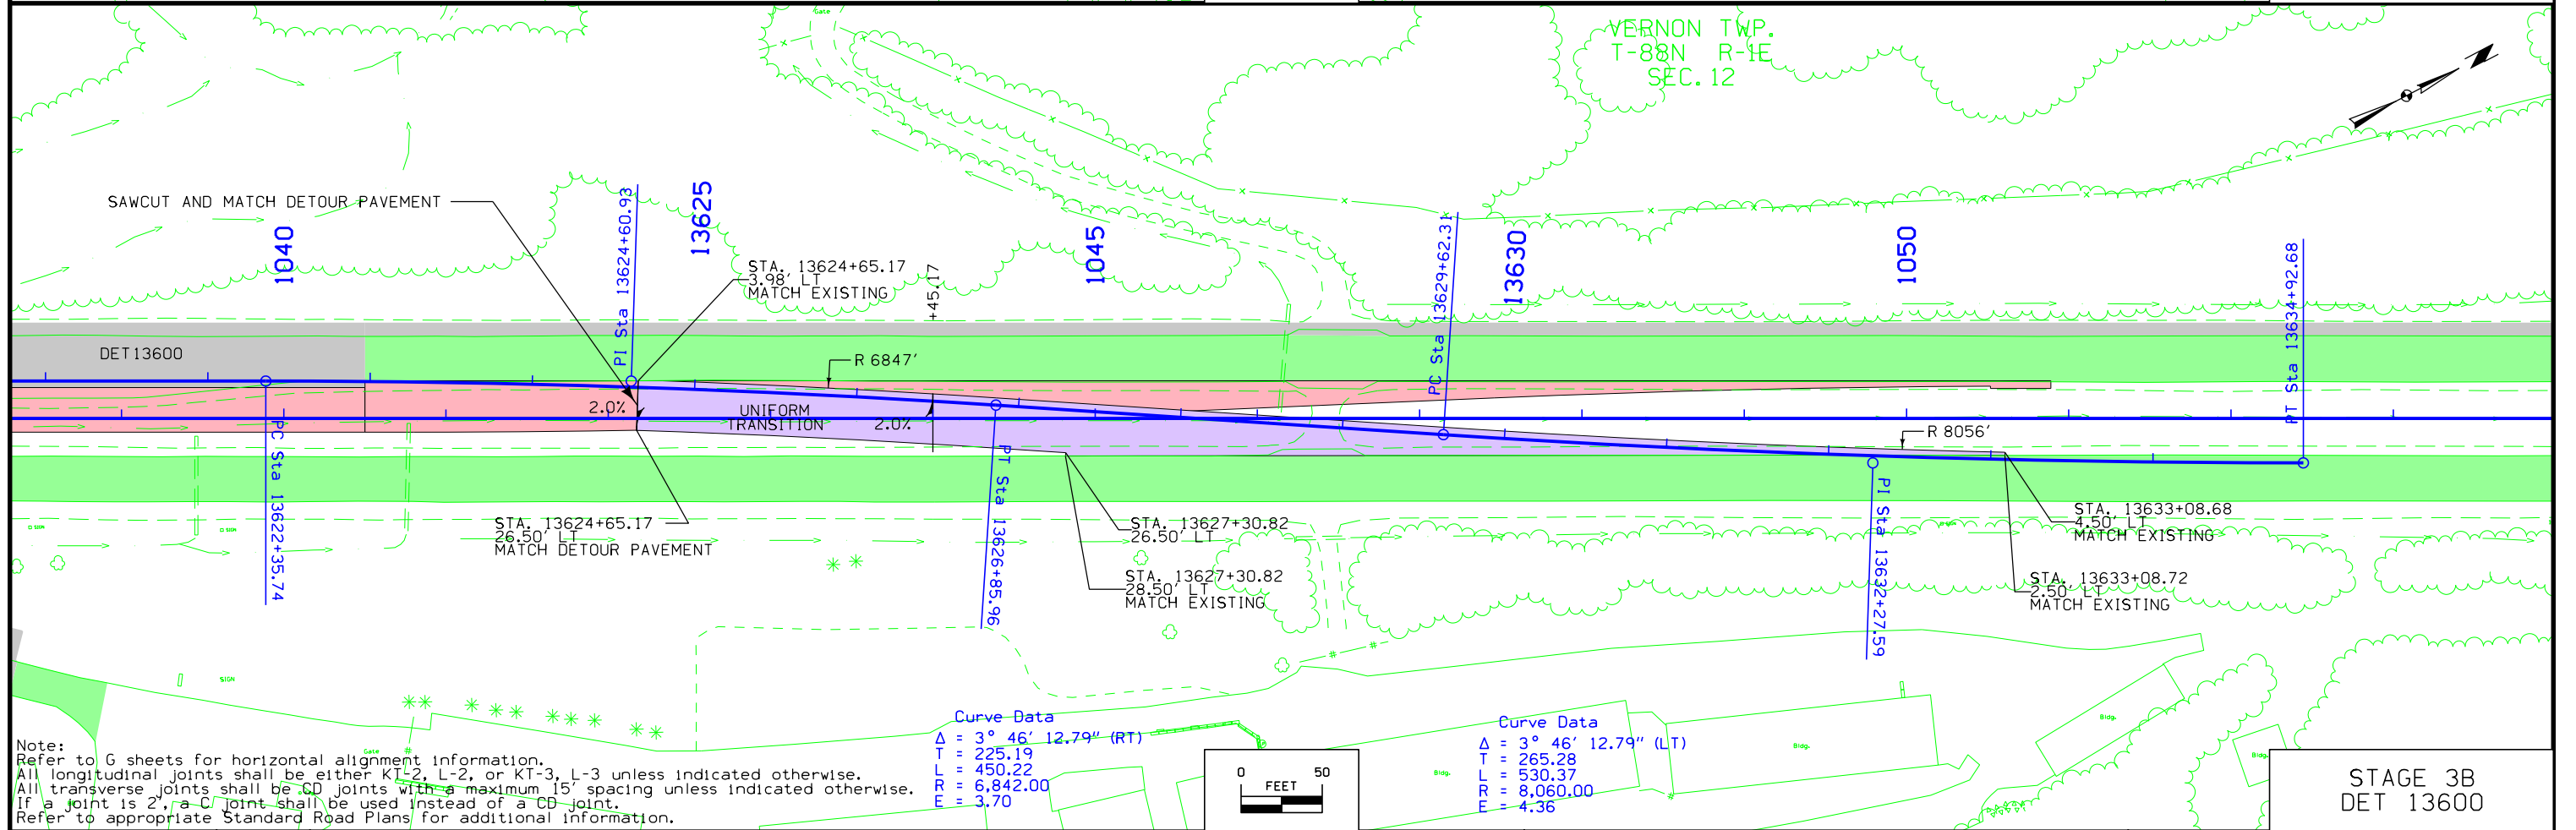 Gate
VERNON TWP.
T-88N R-1E
SEC. 12
N
SAWCUT AND MATCH DETOUR PAVEMENT
1040
PI Sta 13624+60.93
13625
STA. 13624+65.17
3.98' LT
MATCH EXISTING
+45.17
1045
PC Sta 13629+62.31
13630
1050
PT Sta 13634+92.68
DET 13600
R 6847'
2.0%
UNIFORM
TRANSITION
2.0%
R 8056'
PC Sta 13622+35.74
STA. 13624+65.17
26.50' LT
MATCH DETOUR PAVEMENT
PT Sta 13626+85.96
STA. 13627+30.82
26.50' LT
STA. 13627+30.82
28.50' LT
MATCH EXISTING
PI Sta 13632+27.59
STA. 13633+08.68
4.50' LT
MATCH EXISTING
STA. 13633+08.72
2.50' LT
MATCH EXISTING
SIGN
Curve Data
Δ = 3° 46' 12.79" (RT)
T = 225.19
L = 450.22
R = 6,842.00
E = 3.70
Curve Data
Δ = 3° 46' 12.79" (LT)
T = 265.28
L = 530.37
R = 8,060.00
E = 4.36
Bldg.
Bldg.
Bldg.
Bldg.
Gate
Note:
Refer to G sheets for horizontal alignment information.
All longitudinal joints shall be either KT-2, L-2, or KT-3, L-3 unless indicated otherwise.
All transverse joints shall be CD joints with a maximum 15' spacing unless indicated otherwise.
If a joint is 2', a C joint shall be used instead of a CD joint.
Refer to appropriate Standard Road Plans for additional information.
0 50
FEET
STAGE 3B
DET 13600